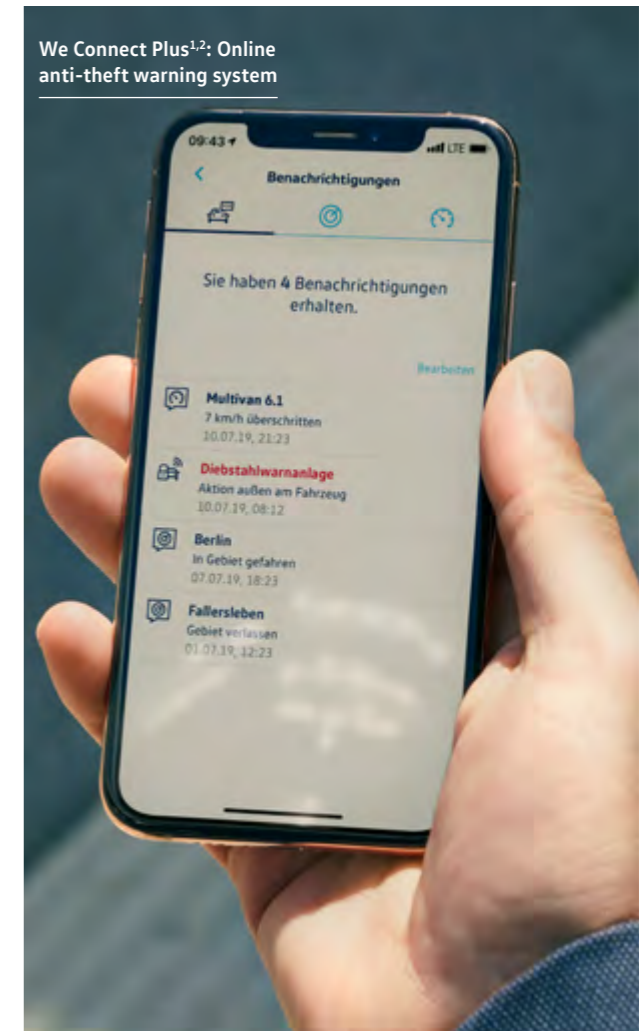 We Connect Plus1,2: Online
anti-theft warning system
09:43
LTE
Benachrichtigungen
Sie haben 4 Benachrichtigungen
erhalten.
Bearbeiten
Multivan 6.1
7 km/h überschritten
10.07.19, 21:23
Diebstahlwarnanlage
Aktion außen am Fahrzeug
10.07.19, 08:12
Berlin
In Gebiet gefahren
07.07.19, 18:23
Fallersleben
Gebiet verlassen
01.07.19, 12:23